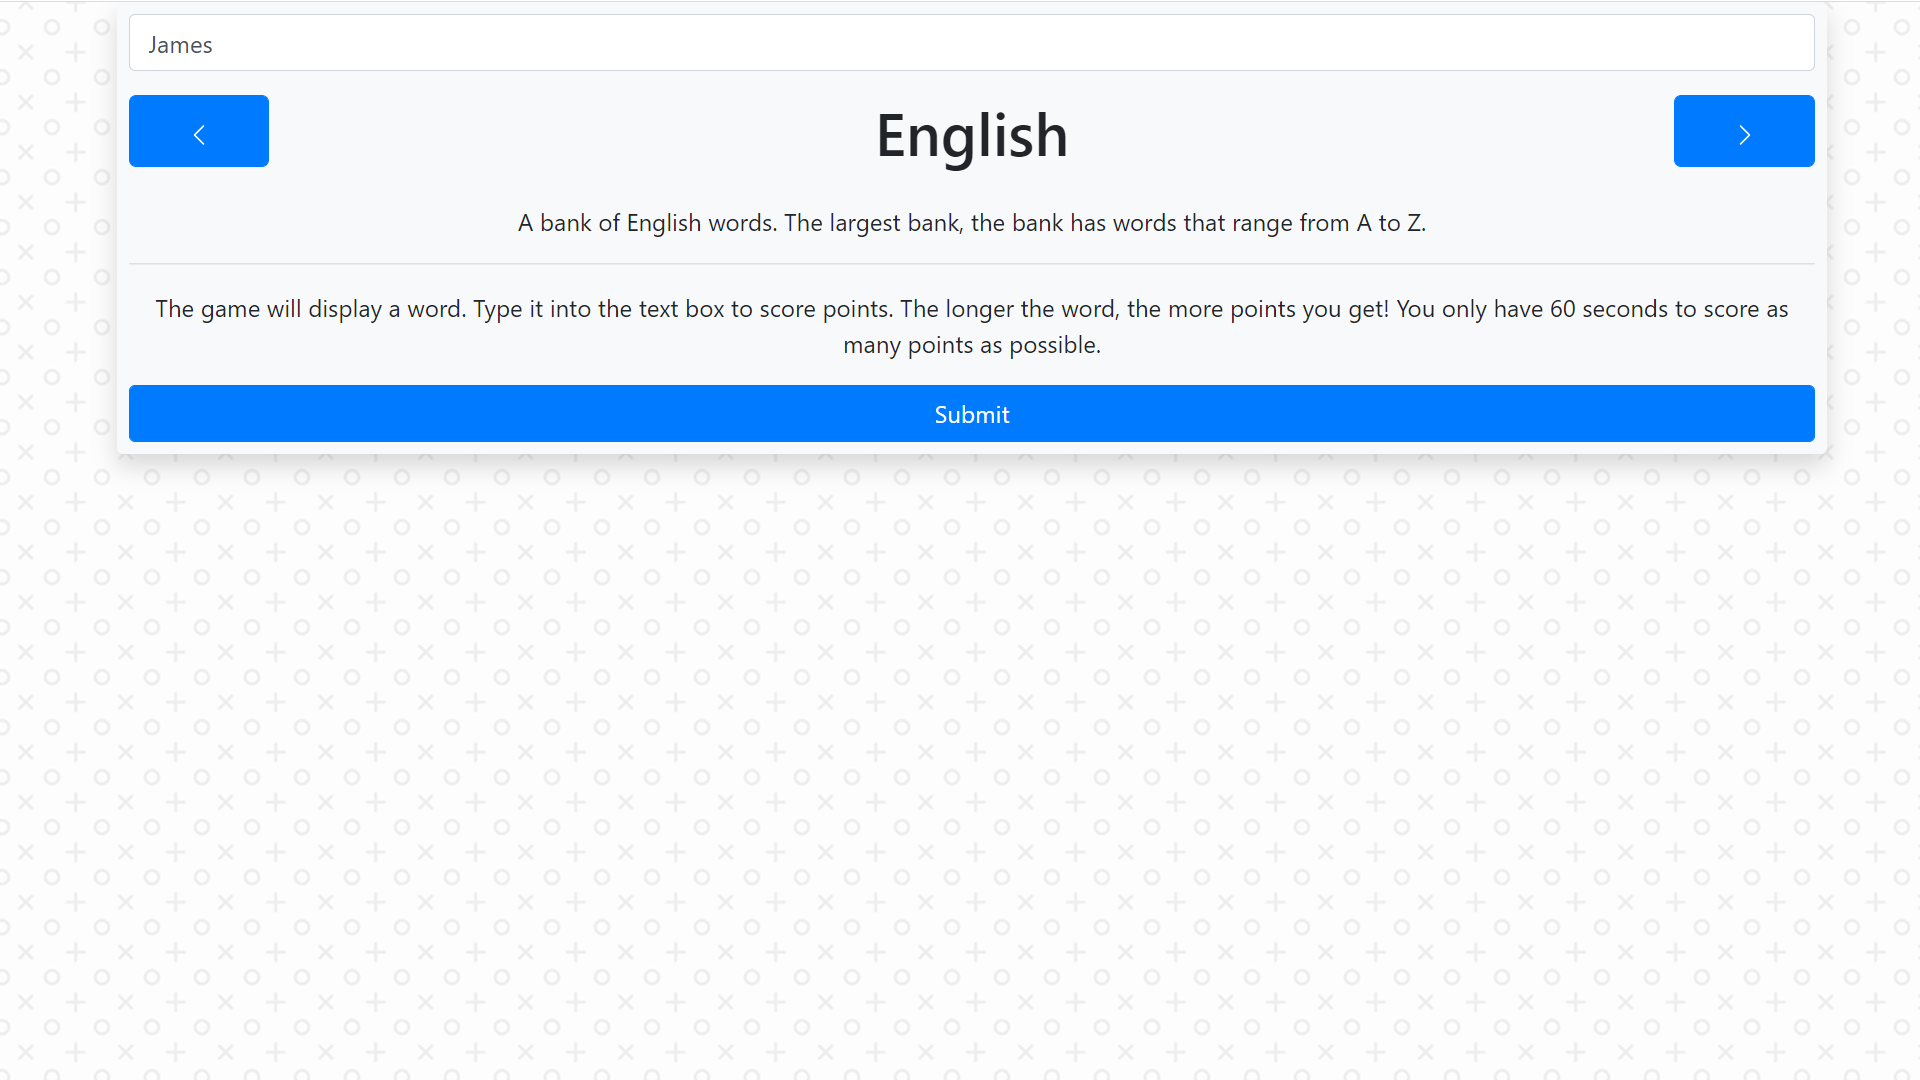 James
English
A bank of English words. The largest bank, the bank has words that range from A to Z.
The game will display a word. Type it into the text box to score points. The longer the word, the more points you get! You only have 60 seconds to score as
many points as possible.
Submit